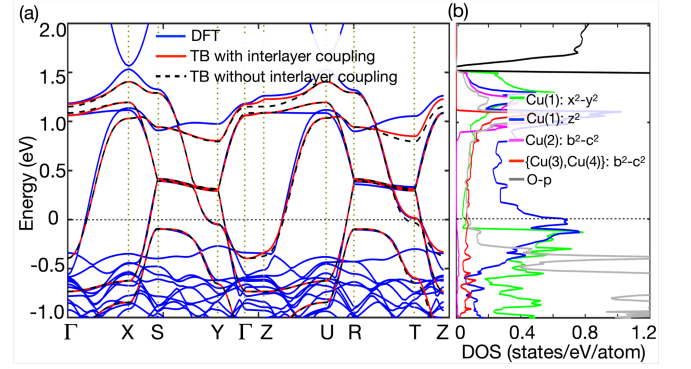 (a)
(b)
2.0
1.5
1.0
0.5
0
-0.5
-1.0
Energy (eV)
DFT
TB with interlayer coupling
TB without interlayer coupling
Γ X S Y Γ Z U R T Z
Cu(1): x²-y²
Cu(1): z²
Cu(2): b²-c²
{Cu(3),Cu(4)}: b²-c²
O-p
0 0.4 0.8 1.2
DOS (states/eV/atom)